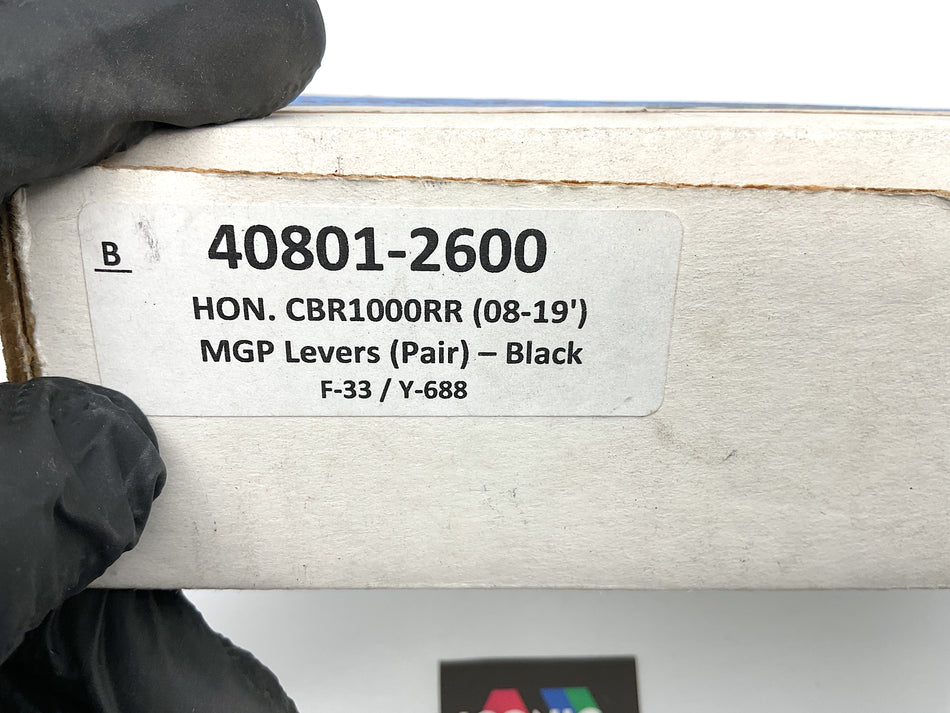 B
40801-2600
HON. CBR1000RR (08-19')
MGP Levers (Pair) – Black
F-33 / Y-688